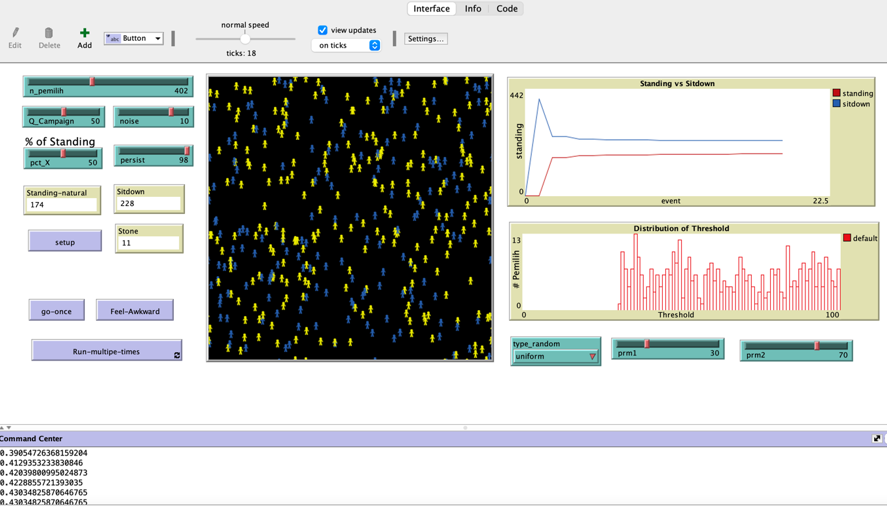 Interface Info Code
Edit Delete Add abc Button normal speed ticks: 18 view updates on ticks Settings...
n_pemilih 402
Q_Campaign 50 noise 10
% of Standing
pct_X 50 persist 98
Standing-natural
174
Sitdown
228
Stone
11
setup
go-once Feel-Awkward
Run-multipe-times
Standing vs Sitdown
442
standing
0
0 event 22.5
standing
sitdown
Distribution of Threshold
13
# Pemilih
0
0 Threshold 100
default
type_random
uniform
prm1 30
prm2 70
Command Center
0.39054726368159204
0.4129353233830846
0.42039800995024873
0.4228855721393035
0.43034825870646765
0.43034825870646765